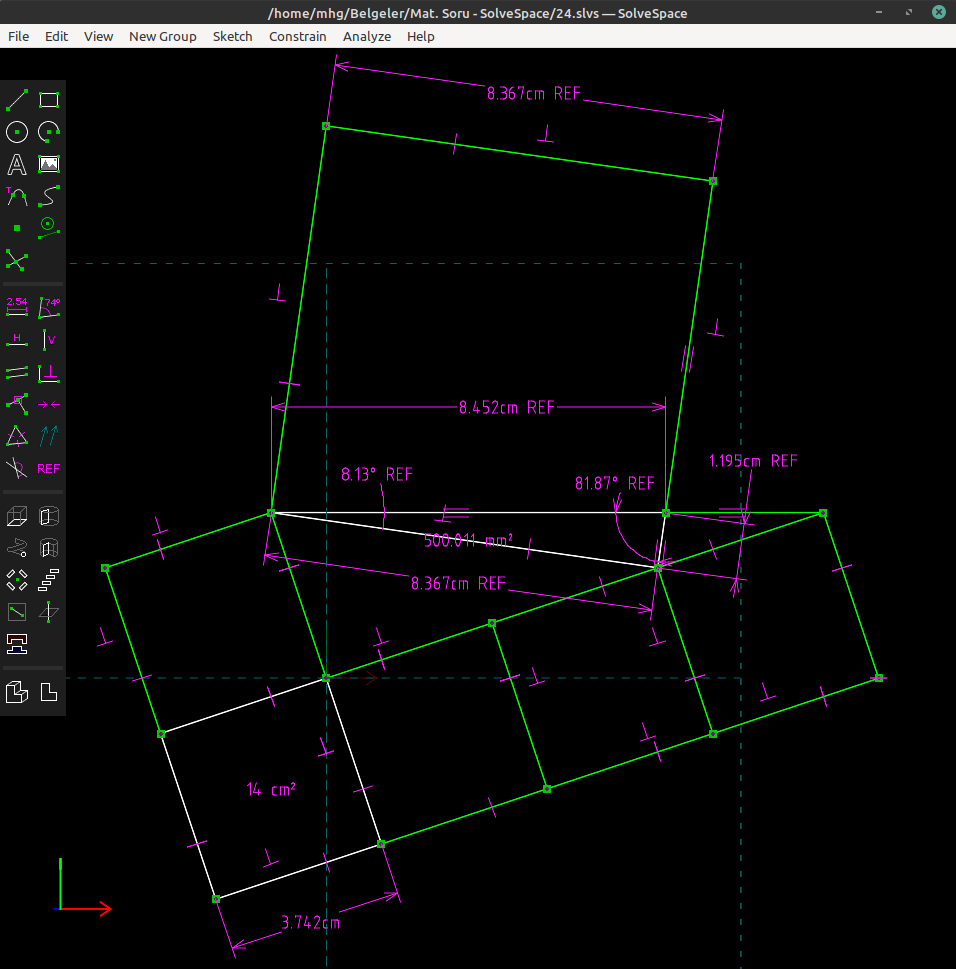 /home/mhg/Belgeler/Mat. Soru - SolveSpace/24.slvs — SolveSpace
File Edit View New Group Sketch Constrain Analyze Help
8.367cm REF
2.54
74°
H
V
8.452cm REF
REF
8.13° REF
81.87° REF
1.195cm REF
500.011 mm²
8.367cm REF
14 cm²
3.742cm